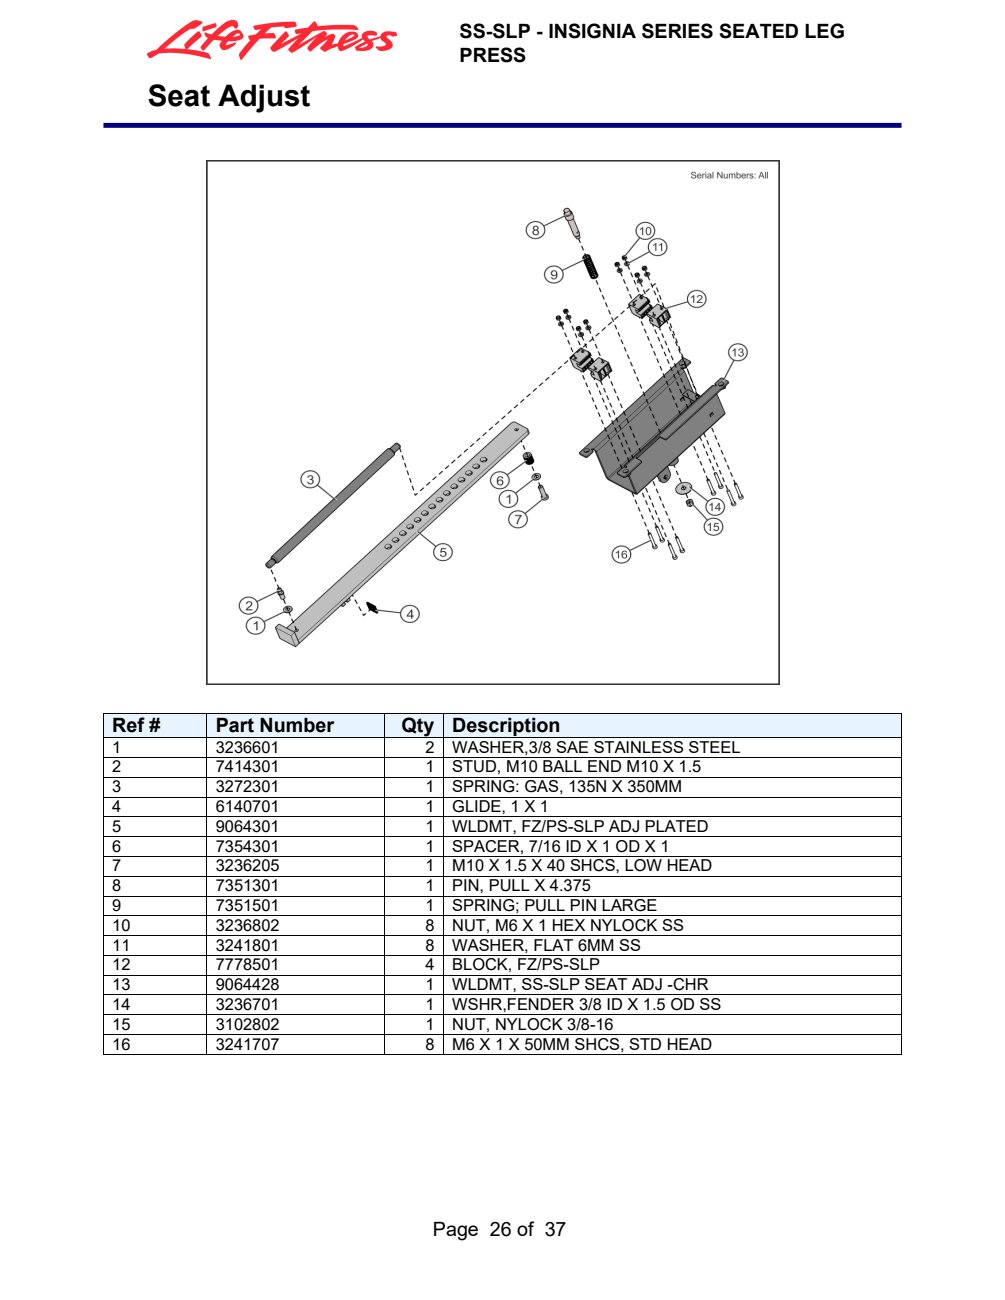 Life Fitness
SS-SLP - INSIGNIA SERIES SEATED LEG
PRESS
Seat Adjust
Serial Numbers: All
8
10
11
9
12
13
3
6
1
7
14
15
5
16
2
4
1
Ref # Part Number Qty Description
1 3236601 2 WASHER,3/8 SAE STAINLESS STEEL
2 7414301 1 STUD, M10 BALL END M10 X 1.5
3 3272301 1 SPRING: GAS, 135N X 350MM
4 6140701 1 GLIDE, 1 X 1
5 9064301 1 WLDMT, FZ/PS-SLP ADJ PLATED
6 7354301 1 SPACER, 7/16 ID X 1 OD X 1
7 3236205 1 M10 X 1.5 X 40 SHCS, LOW HEAD
8 7351301 1 PIN, PULL X 4.375
9 7351501 1 SPRING; PULL PIN LARGE
10 3236802 8 NUT, M6 X 1 HEX NYLOCK SS
11 3241801 8 WASHER, FLAT 6MM SS
12 7778501 4 BLOCK, FZ/PS-SLP
13 9064428 1 WLDMT, SS-SLP SEAT ADJ -CHR
14 3236701 1 WSHR,FENDER 3/8 ID X 1.5 OD SS
15 3102802 1 NUT, NYLOCK 3/8-16
16 3241707 8 M6 X 1 X 50MM SHCS, STD HEAD
Page 26 of 37